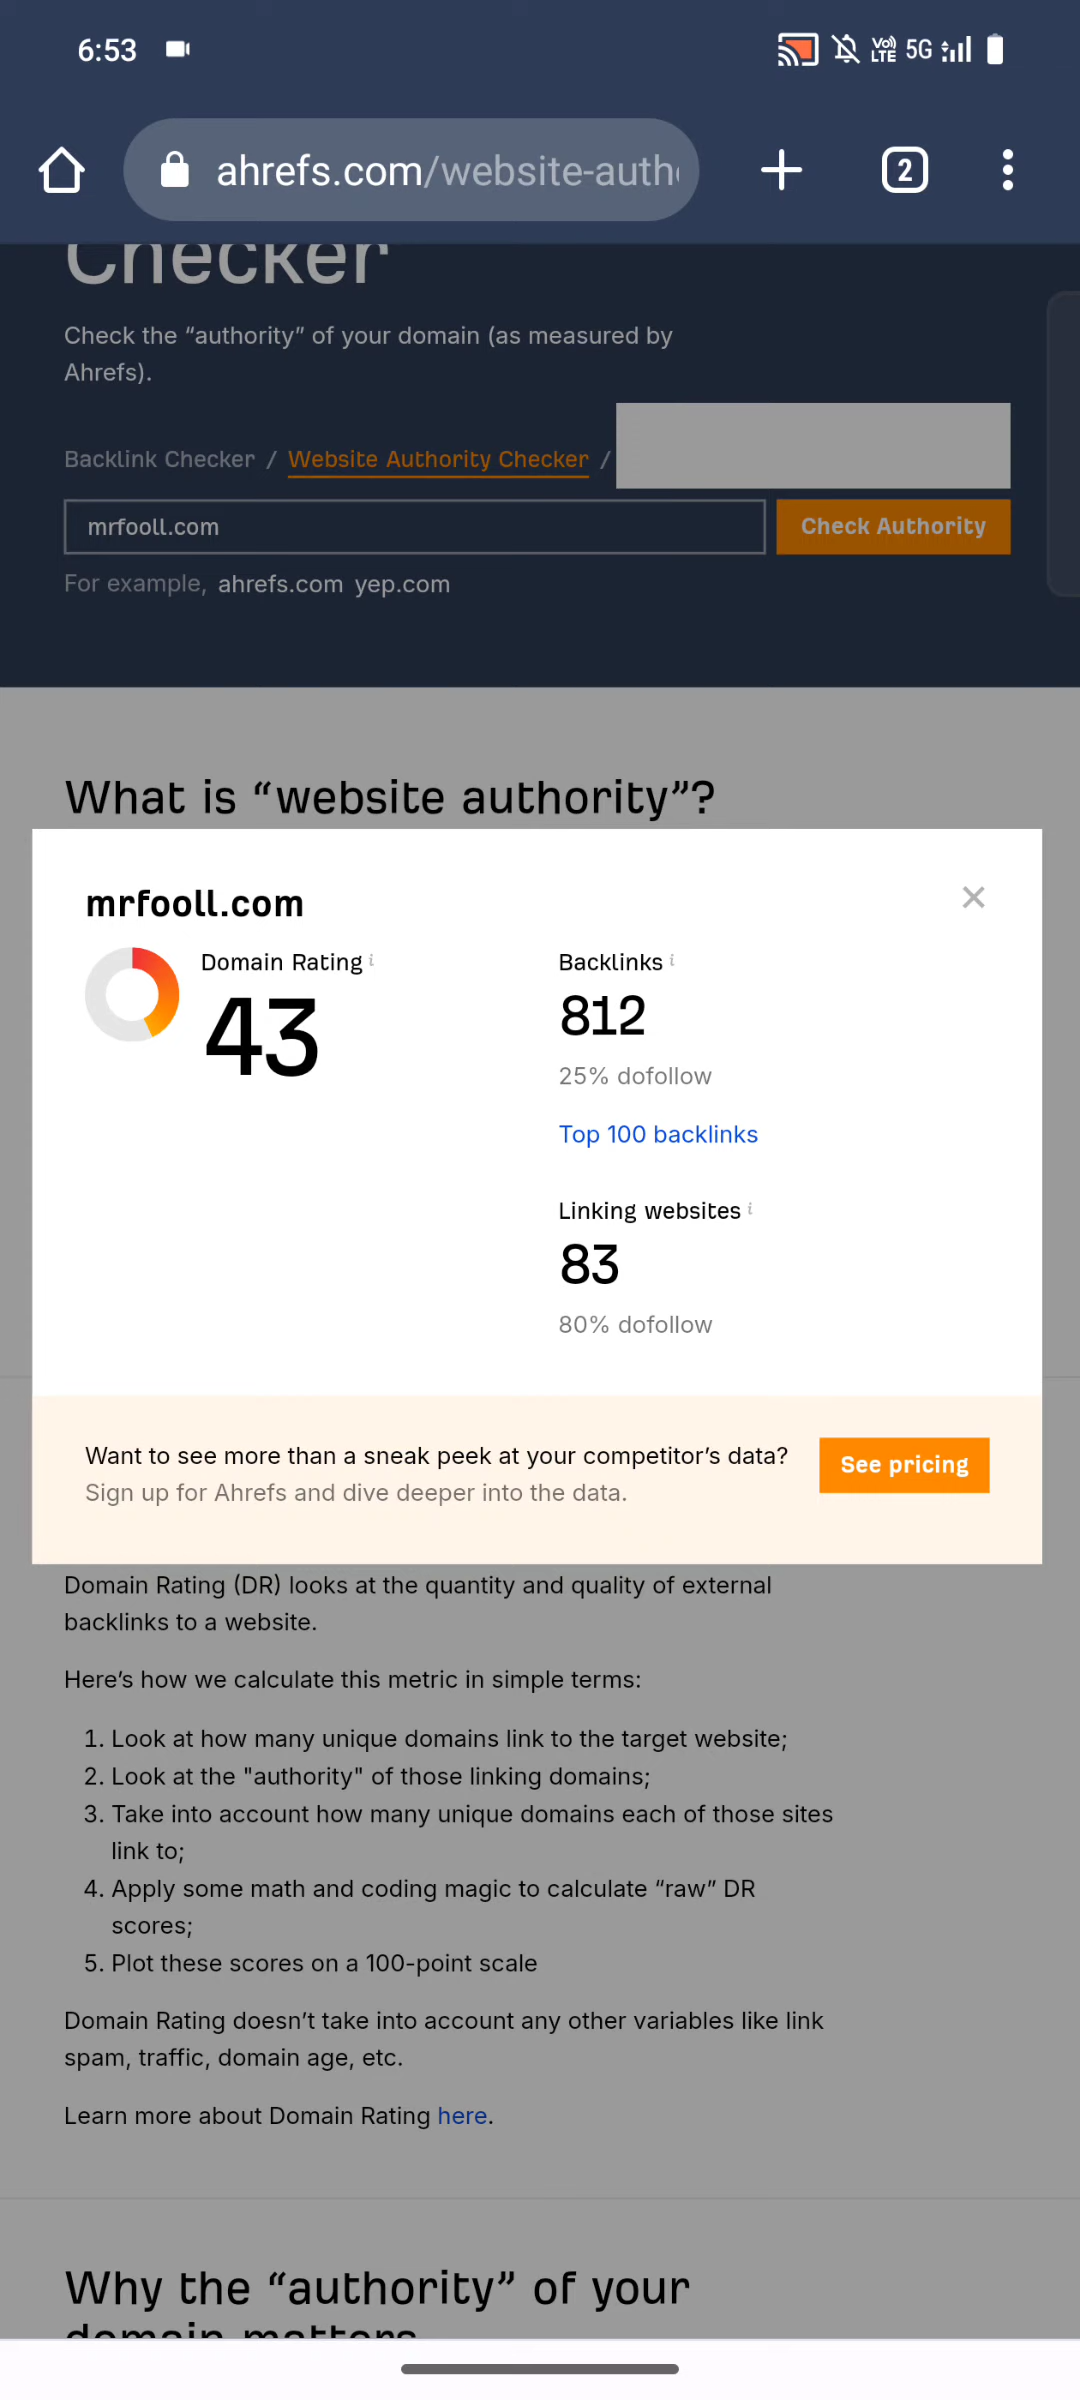 6:53
Vo) LTE 5G
ahrefs.com/website-auth
2
Checker
Check the “authority” of your domain (as measured by
Ahrefs).
Backlink Checker / Website Authority Checker /
mrfooll.com
Check Authority
For example, ahrefs.com yep.com
What is “website authority”?
mrfooll.com
Domain Rating i
43
Backlinks i
812
25% dofollow
Top 100 backlinks
Linking websites i
83
80% dofollow
Want to see more than a sneak peek at your competitor’s data?
Sign up for Ahrefs and dive deeper into the data.
See pricing
Domain Rating (DR) looks at the quantity and quality of external
backlinks to a website.
Here’s how we calculate this metric in simple terms:
1. Look at how many unique domains link to the target website;
2. Look at the "authority" of those linking domains;
3. Take into account how many unique domains each of those sites
link to;
4. Apply some math and coding magic to calculate “raw” DR
scores;
5. Plot these scores on a 100-point scale
Domain Rating doesn’t take into account any other variables like link
spam, traffic, domain age, etc.
Learn more about Domain Rating here.
Why the “authority” of your
domain matters